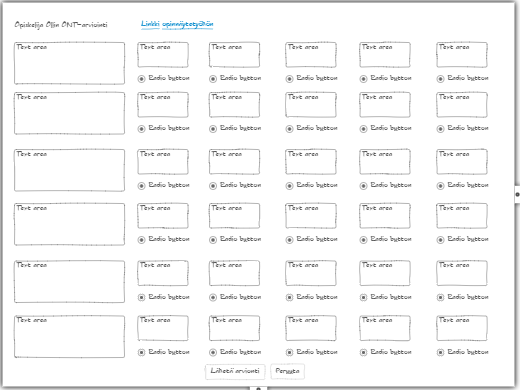 Opiskelija Ollin ONT-arviointi Linkki opinnäytetyöhön
Text area Text area Text area Text area Text area Text area
Radio button Radio button Radio button Radio button Radio button
Text area Text area Text area Text area Text area Text area
Radio button Radio button Radio button Radio button Radio button
Text area Text area Text area Text area Text area Text area
Radio button Radio button Radio button Radio button Radio button
Text area Text area Text area Text area Text area Text area
Radio button Radio button Radio button Radio button Radio button
Text area Text area Text area Text area Text area Text area
Radio button Radio button Radio button Radio button Radio button
Text area Text area Text area Text area Text area Text area
Radio button Radio button Radio button Radio button Radio button
Lähetä arviointi Peruuta